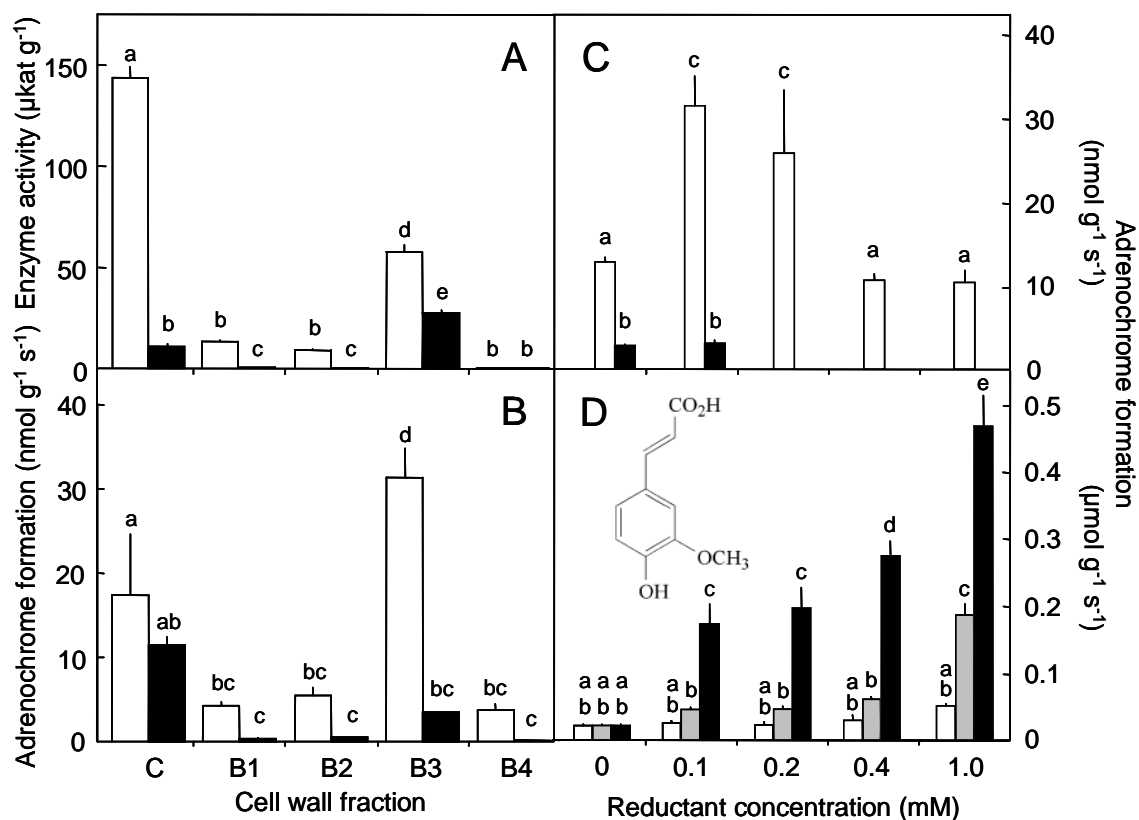 Enzyme activity (µkat g⁻¹)
150
100
50
0
A
a
b
b
c
b
c
d
e
b b
Adrenochrome formation (nmol g⁻¹ s⁻¹)
40
30
20
10
0
B
a
ab
bc
c
bc
c
d
bc
bc
c
C B1 B2 B3 B4
Cell wall fraction
C
a
b
c
b
c
a
a
40
30
20
10
0
(nmol g⁻¹ s⁻¹)
Adrenochrome formation
(µmol g⁻¹ s⁻¹)
D
CO₂H
OCH₃
OH
a a a
b b b
a
b
b
c
a
b
b
c
a
b
b
d
a
b
c
e
0.5
0.4
0.3
0.2
0.1
0
0 0.1 0.2 0.4 1.0
Reductant concentration (mM)